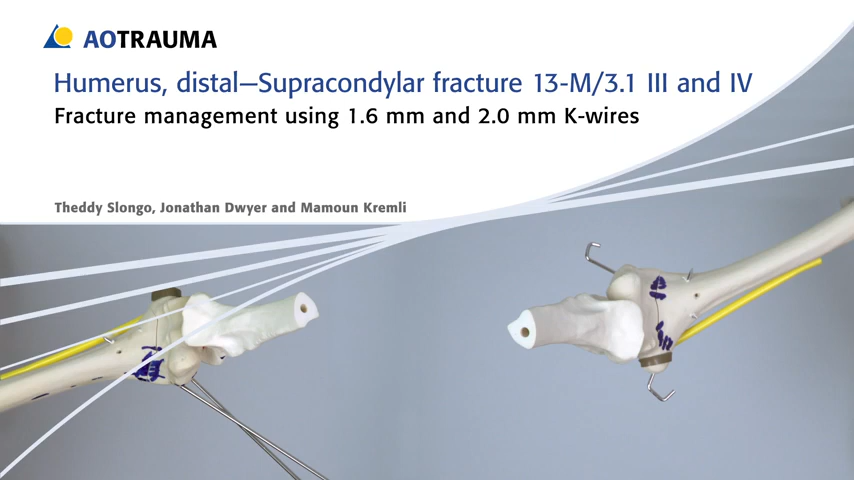 AOTRAUMA
Humerus, distal—Supracondylar fracture 13-M/3.1 III and IV
Fracture management using 1.6 mm and 2.0 mm K-wires
Theddy Slongo, Jonathan Dwyer and Mamoun Kremli